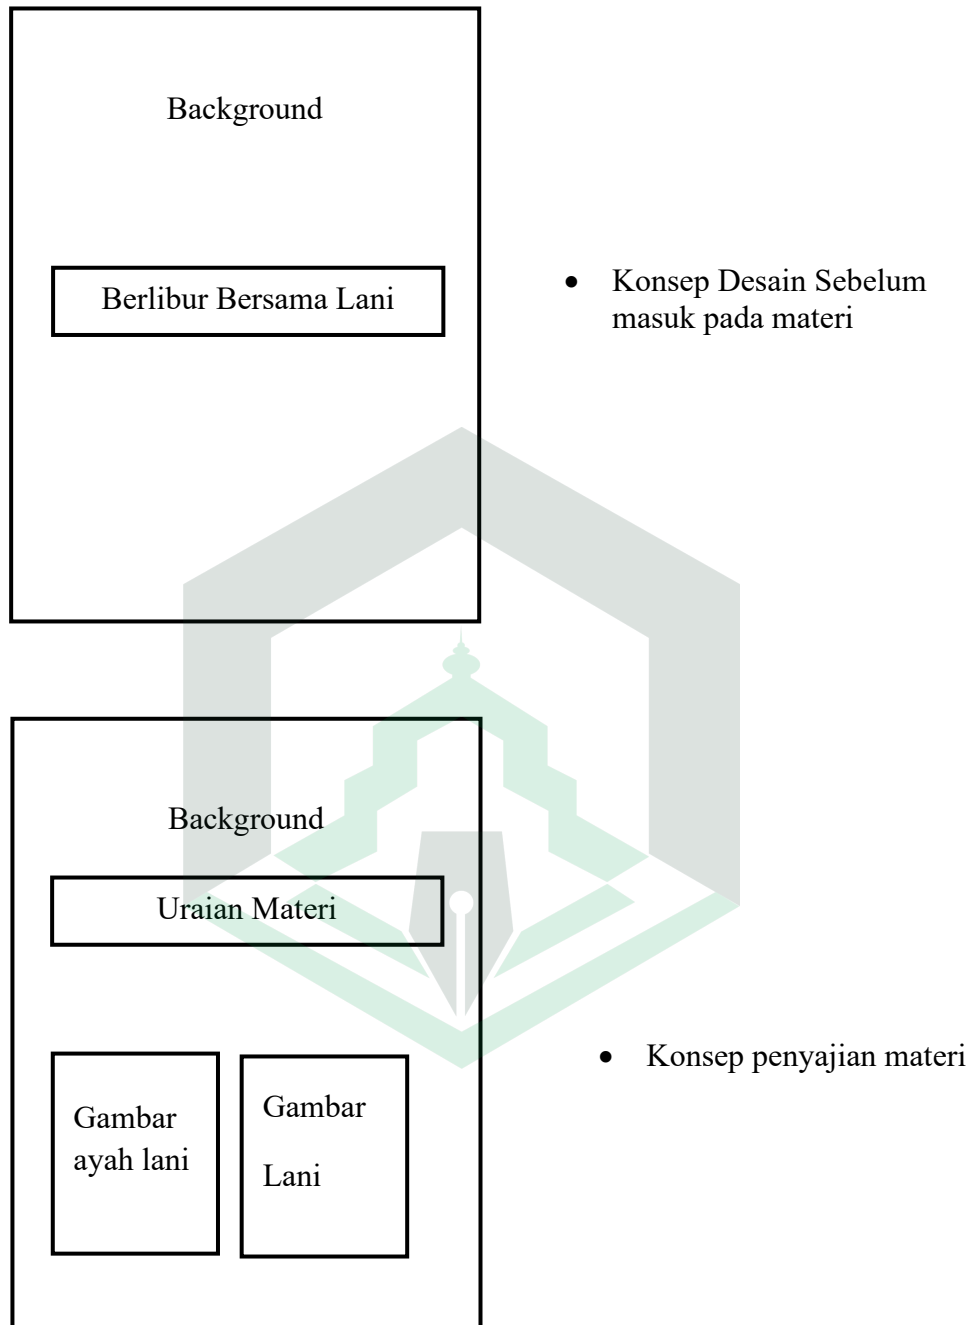 Background
Berlibur Bersama Lani
• Konsep Desain Sebelum
masuk pada materi
Background
Uraian Materi
Gambar
ayah lani
Gambar
Lani
• Konsep penyajian materi